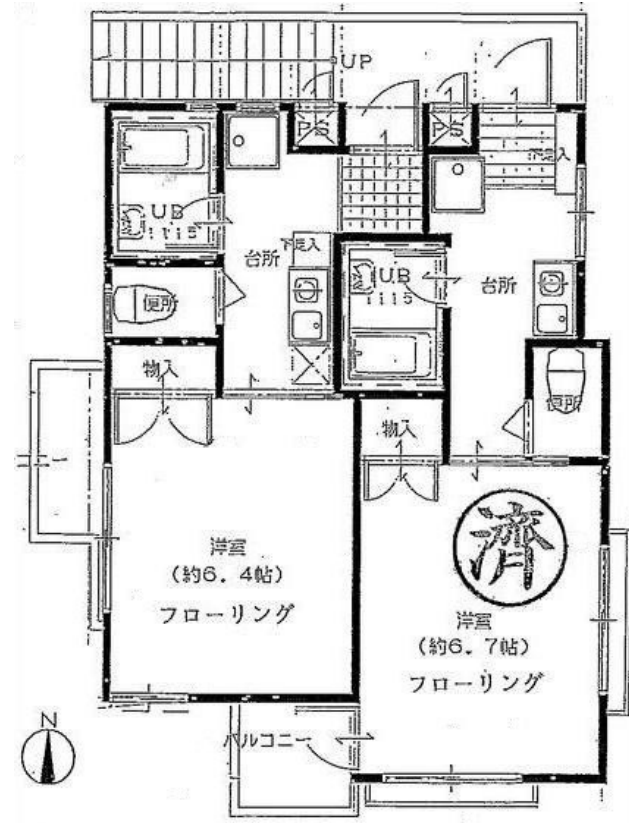 UP
PS
PS
下足入
UB
1115
台所
下足入
UB
1115
台所
便所
物入
便所
物入
洋室
(約6.4帖)
フローリング
済
洋室
(約6.7帖)
フローリング
バルコニー
N